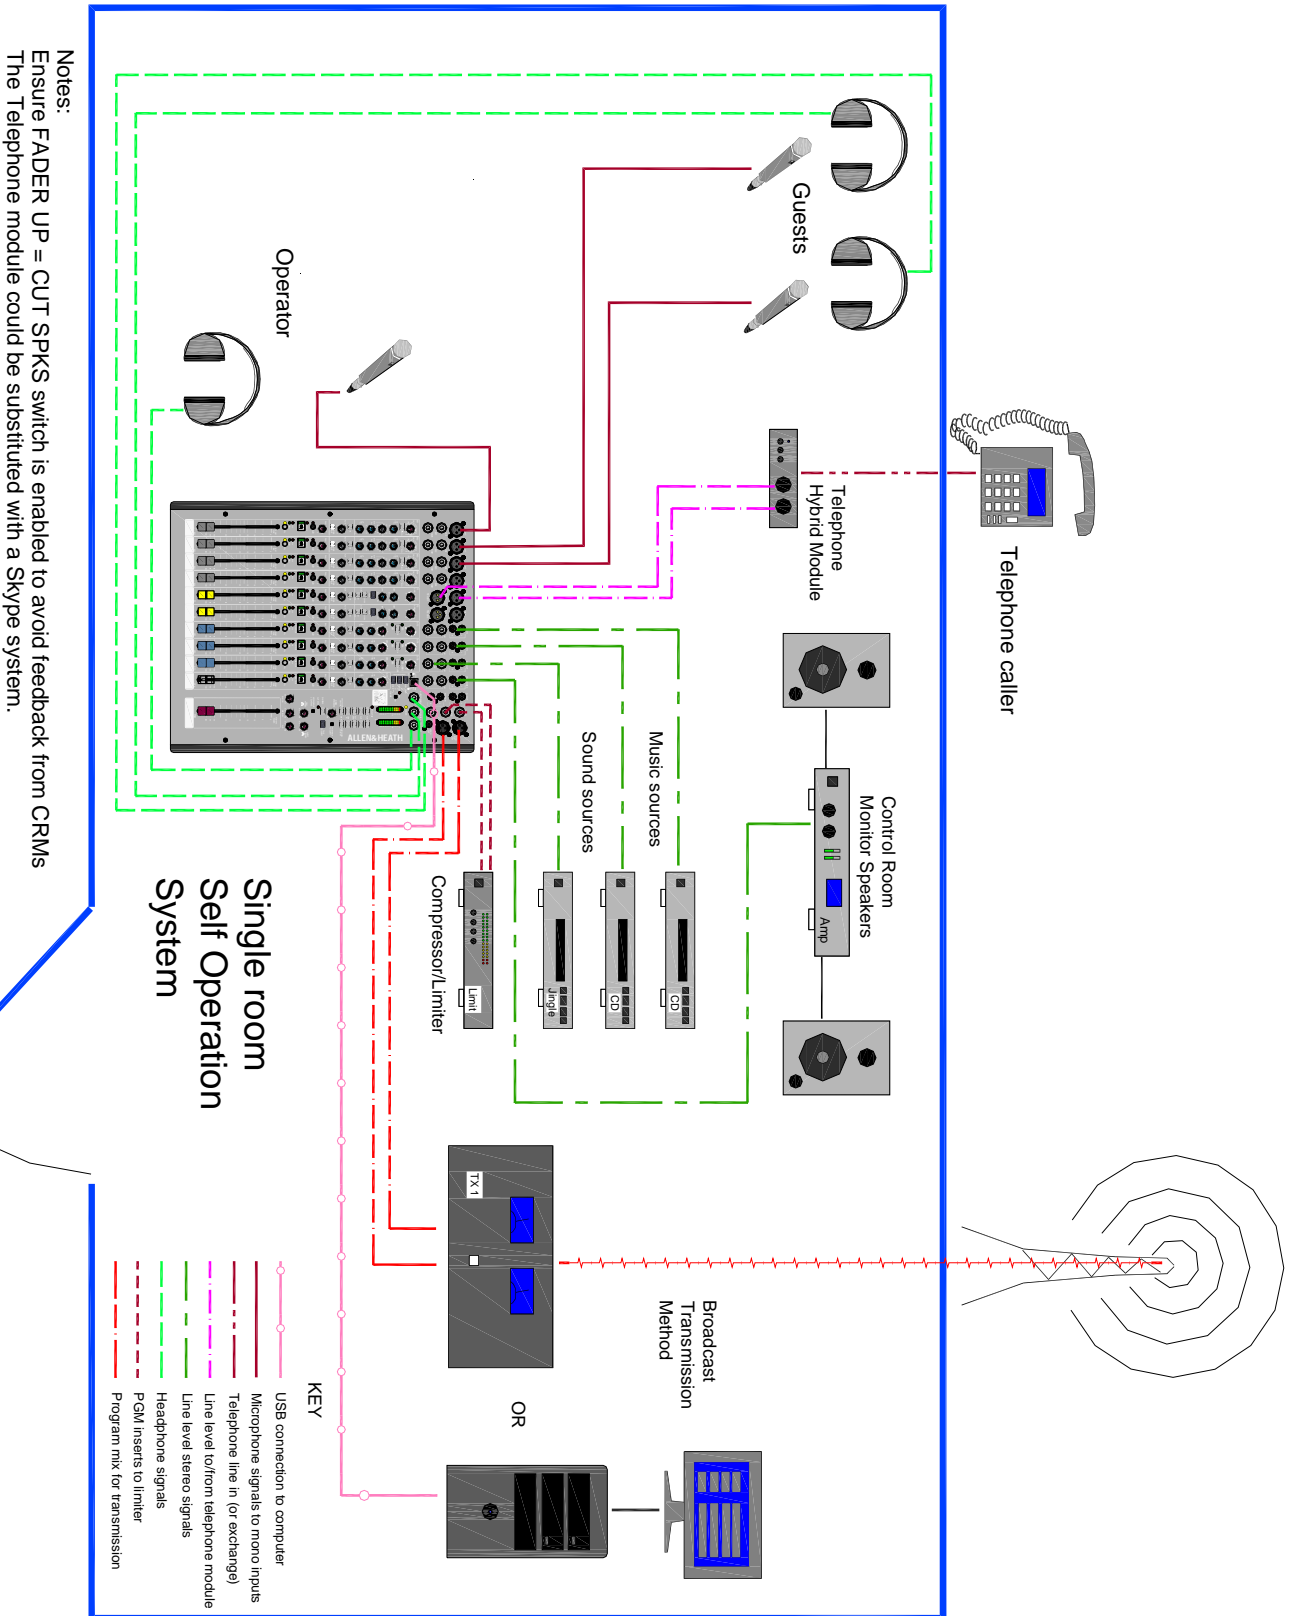 Telephone caller
Telephone
Hybrid Module
Guests
Operator
Control Room
Monitor Speakers
Amp
Music sources
Sound sources
CD
CD
Jingle
Limit
Compressor/Limiter
ALLEN&HEATH
TX 1
Broadcast
Transmission
Method
OR
Single room
Self Operation
System
KEY
USB connection to computer
Microphone signals to mono inputs
Telephone line in (or exchange)
Line level to/from telephone module
Line level stereo signals
Headphone signals
PGM inserts to limiter
Program mix for transmission
Notes:
Ensure FADER UP = CUT SPKS switch is enabled to avoid feedback from CRMs
The Telephone module could be substituted with a Skype system.